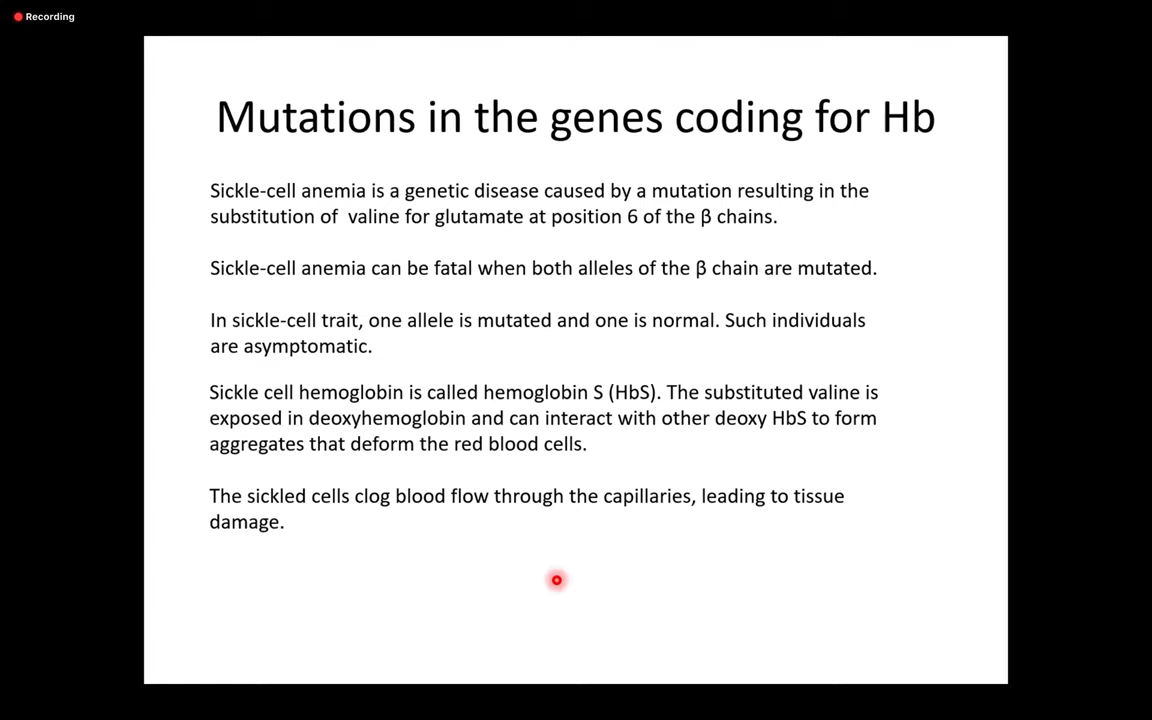 Recording
Mutations in the genes coding for Hb
Sickle-cell anemia is a genetic disease caused by a mutation resulting in the
substitution of  valine for glutamate at position 6 of the β chains.
Sickle-cell anemia can be fatal when both alleles of the β chain are mutated.
In sickle-cell trait, one allele is mutated and one is normal. Such individuals
are asymptomatic.
Sickle cell hemoglobin is called hemoglobin S (HbS). The substituted valine is
exposed in deoxyhemoglobin and can interact with other deoxy HbS to form
aggregates that deform the red blood cells.
The sickled cells clog blood flow through the capillaries, leading to tissue
damage.